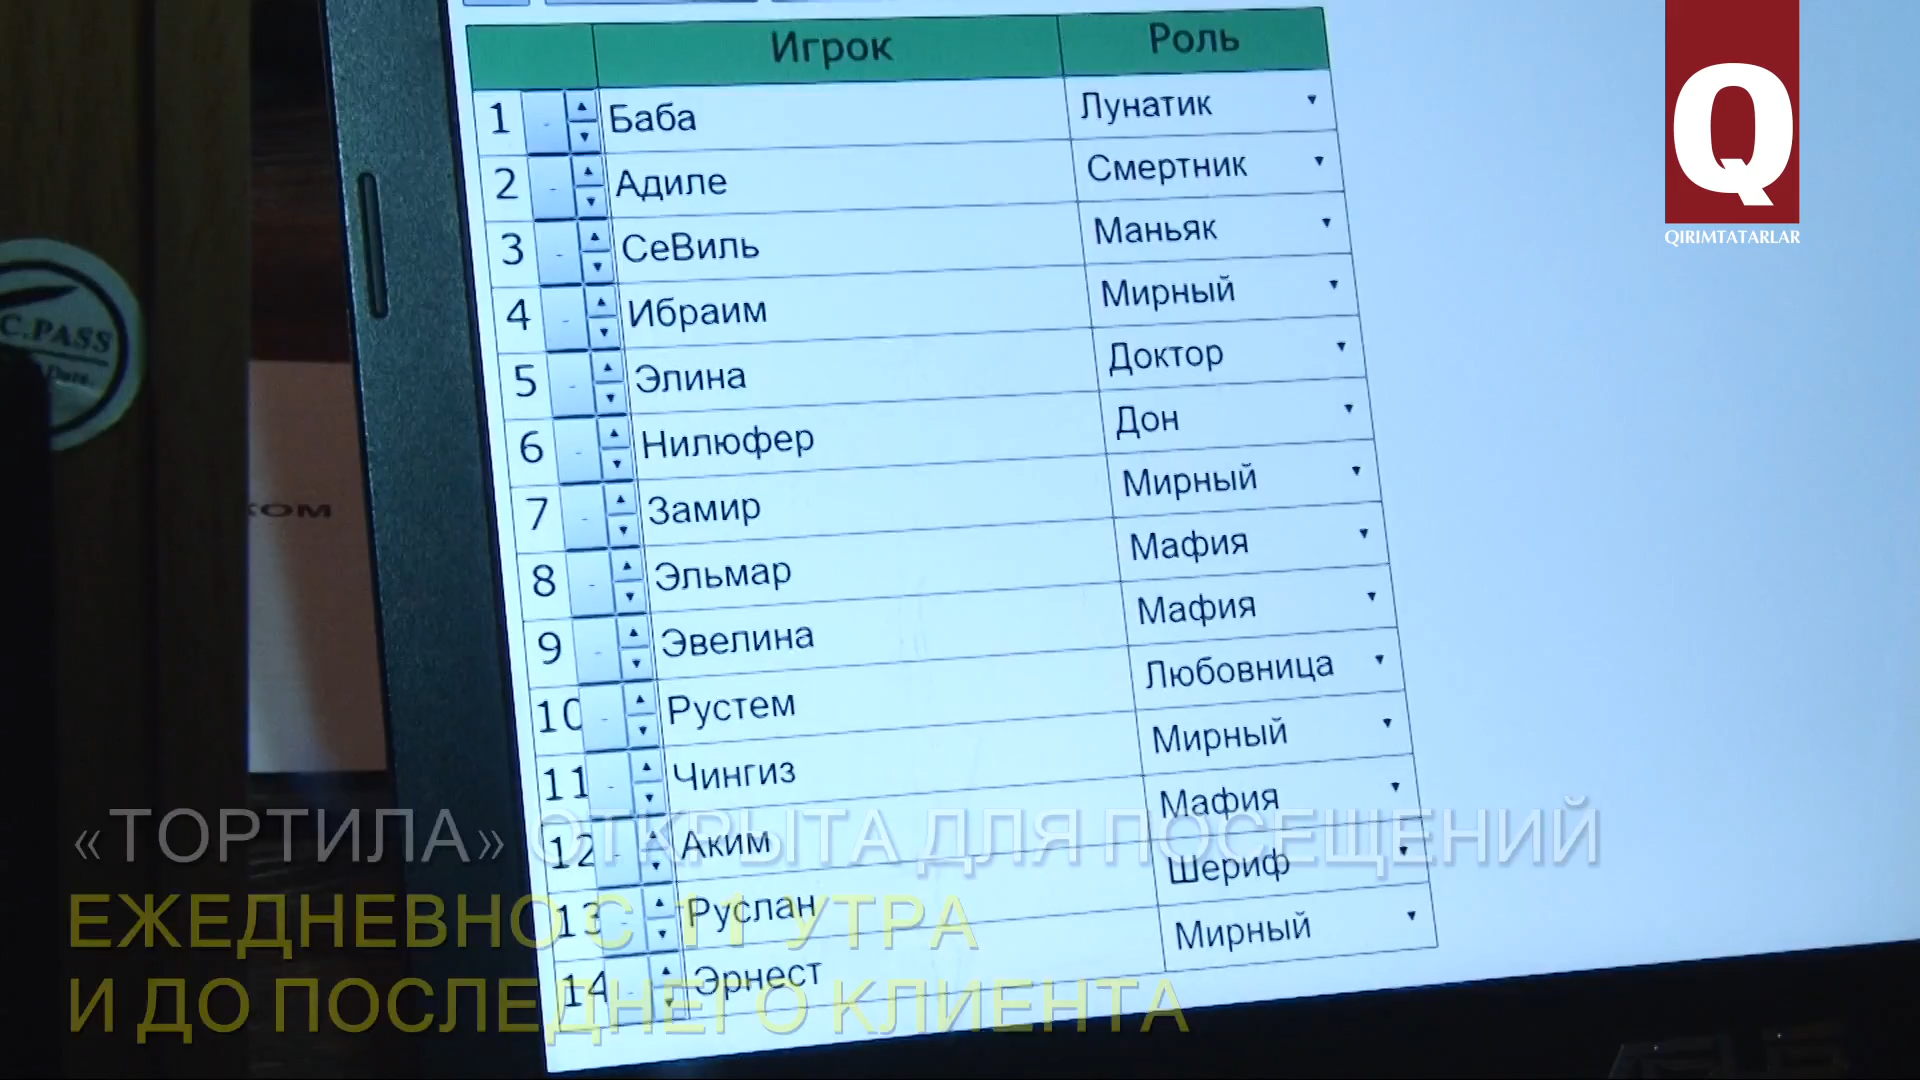 Игрок Роль
1 - Баба Лунатик
2 - Адиле Смертник
3 - СеВиль Маньяк
4 - Ибраим Мирный
5 - Элина Доктор
6 - Нилюфер Дон
7 - Замир Мирный
8 - Эльмар Мафия
9 - Эвелина Мафия
10 - Рустем Любовница
11 - Чингиз Мирный
12 - Аким Мафия
13 - Руслан Шериф
14 - Эрнест Мирный
Q
QIRIMTATARLAR
C.PASS
КОМ
«ТОРТИЛА» ОТКРЫТА ДЛЯ ПОСЕЩЕНИЙ
ЕЖЕДНЕВНО С 11 УТРА
И ДО ПОСЛЕДНЕГО КЛИЕНТА